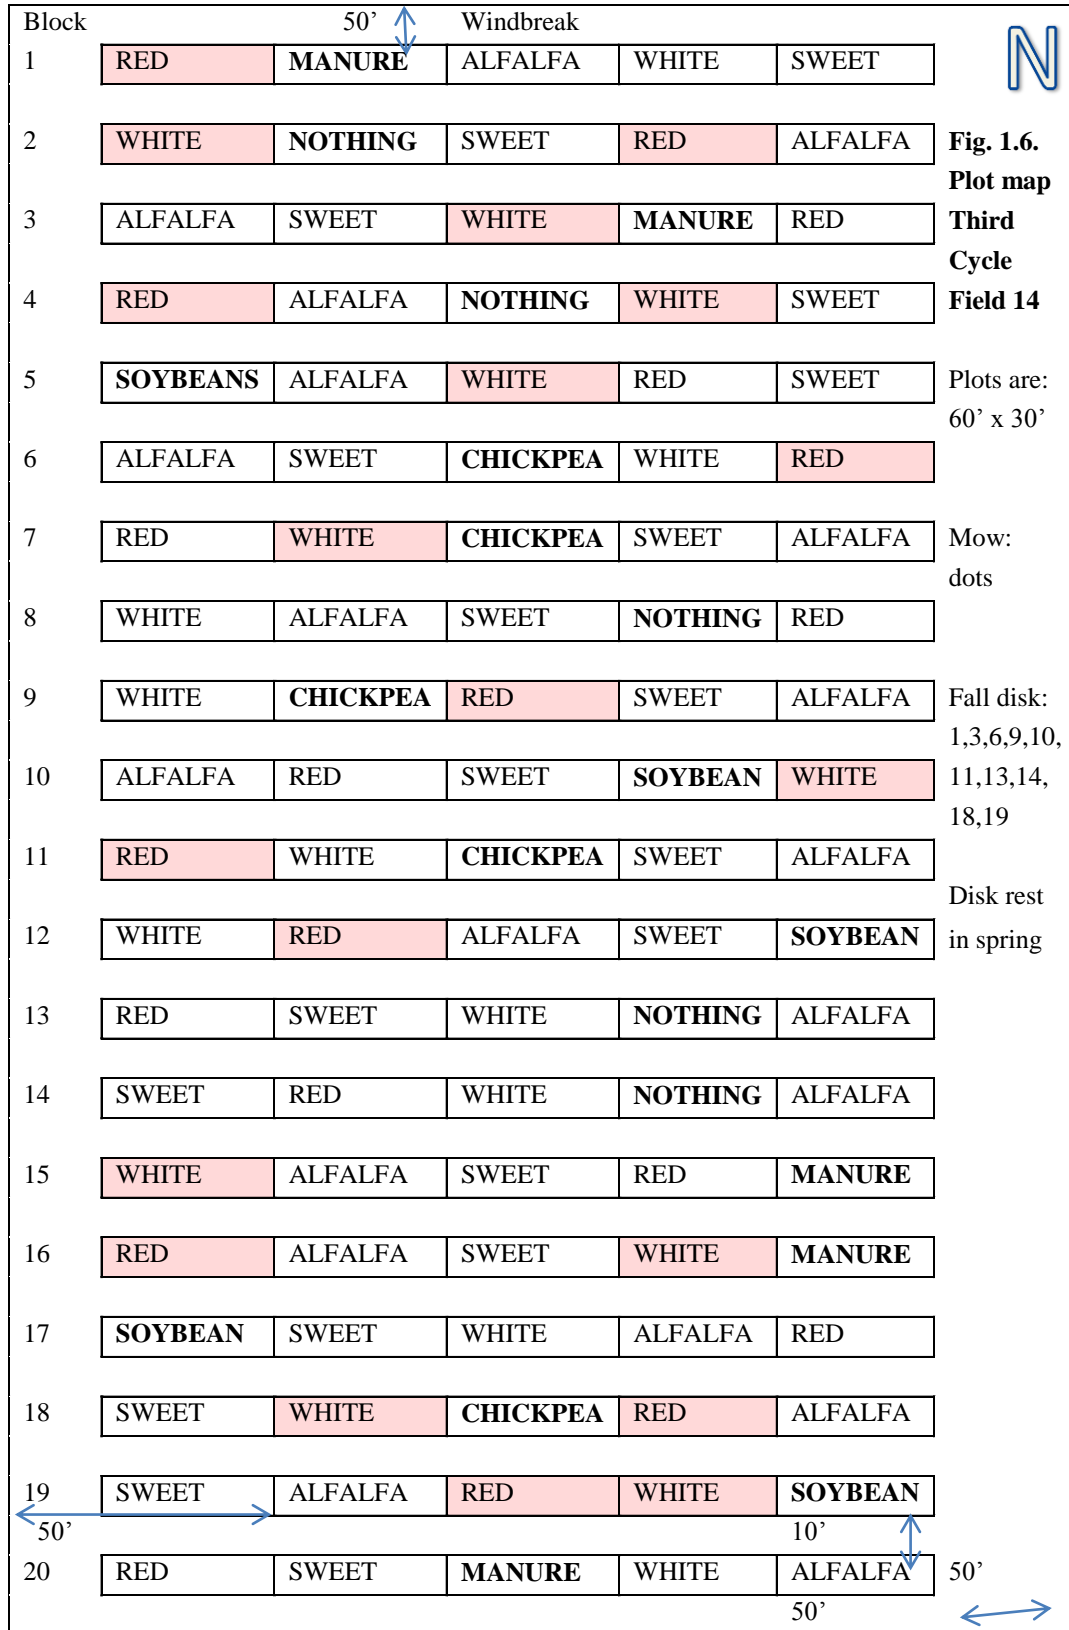 Block 50’ Windbreak
1 RED MANURE ALFALFA WHITE SWEET N
2 WHITE NOTHING SWEET RED ALFALFA Fig. 1.6.
Plot map
3 ALFALFA SWEET WHITE MANURE RED Third
Cycle
4 RED ALFALFA NOTHING WHITE SWEET Field 14
5 SOYBEANS ALFALFA WHITE RED SWEET Plots are:
60’ x 30’
6 ALFALFA SWEET CHICKPEA WHITE RED
7 RED WHITE CHICKPEA SWEET ALFALFA Mow:
dots
8 WHITE ALFALFA SWEET NOTHING RED
9 WHITE CHICKPEA RED SWEET ALFALFA Fall disk:
1,3,6,9,10,
10 ALFALFA RED SWEET SOYBEAN WHITE 11,13,14,
18,19
11 RED WHITE CHICKPEA SWEET ALFALFA
Disk rest
12 WHITE RED ALFALFA SWEET SOYBEAN in spring
13 RED SWEET WHITE NOTHING ALFALFA
14 SWEET RED WHITE NOTHING ALFALFA
15 WHITE ALFALFA SWEET RED MANURE
16 RED ALFALFA SWEET WHITE MANURE
17 SOYBEAN SWEET WHITE ALFALFA RED
18 SWEET WHITE CHICKPEA RED ALFALFA
19 SWEET ALFALFA RED WHITE SOYBEAN
50’ 10’
20 RED SWEET MANURE WHITE ALFALFA 50’
50’